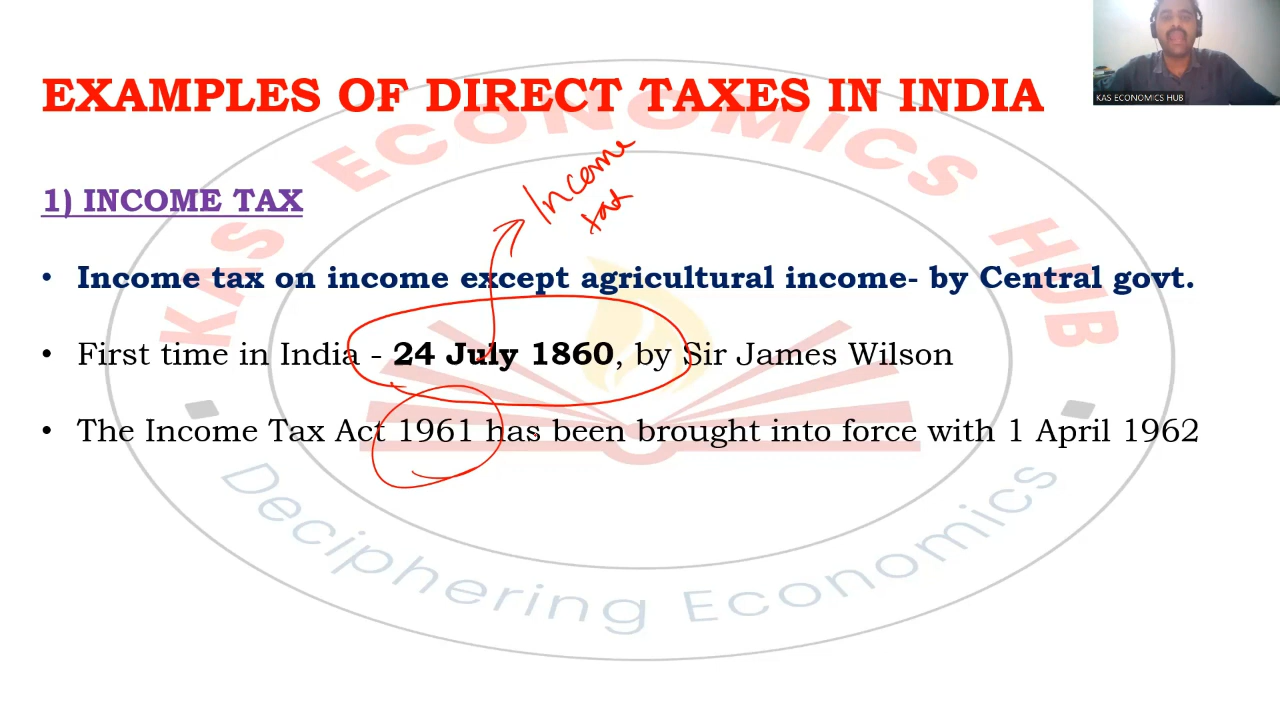 EXAMPLES OF DIRECT TAXES IN INDIA
KAS ECONOMICS HUB
Income
tax
1) INCOME TAX
• Income tax on income except agricultural income- by Central govt.
• First time in India - 24 July 1860, by Sir James Wilson
• The Income Tax Act 1961 has been brought into force with 1 April 1962
KAS ECONOMICS HUB
Deciphering Economics